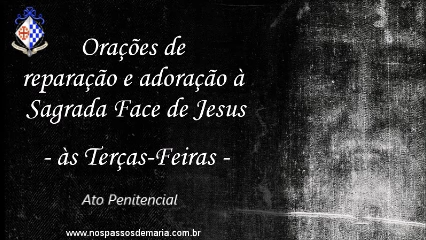 Orações de
reparação e adoração à
Sagrada Face de Jesus
- às Terças-Feiras -
Ato Penitencial
www.nospassosdemaria.com.br